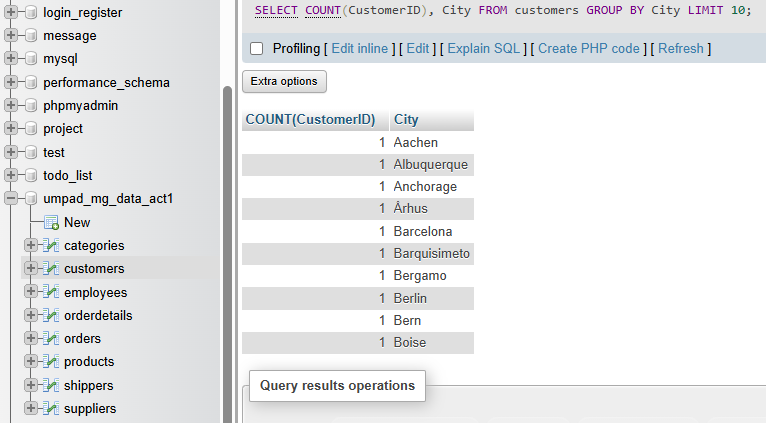 login_register
message
mysql
performance_schema
phpmyadmin
project
test
todo_list
umpad_mg_data_act1
New
categories
customers
employees
orderdetails
orders
products
shippers
suppliers
SELECT COUNT(CustomerID), City FROM customers GROUP BY City LIMIT 10;
Profiling [ Edit inline ] [ Edit ] [ Explain SQL ] [ Create PHP code ] [ Refresh ]
Extra options
COUNT(CustomerID) City
1 Aachen
1 Albuquerque
1 Anchorage
1 Århus
1 Barcelona
1 Barquisimeto
1 Bergamo
1 Berlin
1 Bern
1 Boise
Query results operations